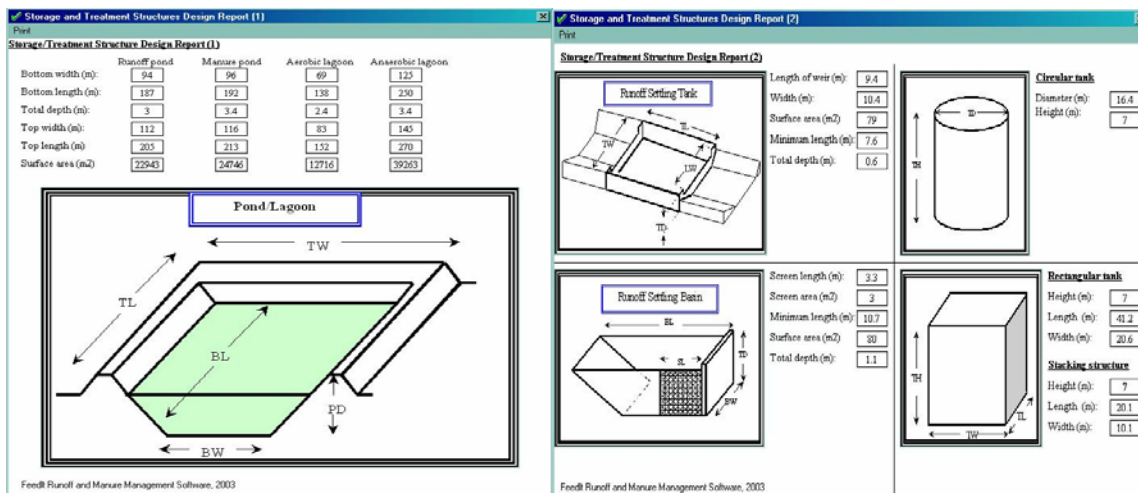 Storage and Treatment Structures Design Report (1)
Print
Storage/Treatment Structure Design Report (1)
Runoff pond Manure pond Aerobic lagoon Anaerobic lagoon
Bottom width (m): 94 96 69 125
Bottom length (m): 187 192 138 250
Total depth (m): 3 3.4 2.4 3.4
Top width (m): 112 116 83 145
Top length (m): 205 213 152 270
Surface area (m2) 22943 24746 12716 39263
Pond/Lagoon
TW
TL
BL
PD
BW
Feedlt Runoff and Manure Management Software, 2003
Storage and Treatment Structures Design Report (2)
Print
Storage/Treatment Structure Design Report (2)
Runoff Settling Tank
TL
TW
LW
TD
Length of weir (m): 9.4
Width (m): 10.4
Surface area (m2) 79
Minimum length (m): 7.6
Total depth (m): 0.6
TD
TH
Circular tank
Diameter (m): 16.4
Height (m): 7
Runoff Settling Basin
BL
SL
TD
BW
Screen length (m): 3.3
Screen area (m2) 3
Minimum length (m): 10.7
Surface area (m2) 80
Total depth (m): 1.1
TH
TL
TW
Rectangular tank
Height (m): 7
Length (m): 41.2
Width (m): 20.6
Stacking structure
Height (m): 7
Length (m): 20.1
Width (m): 10.1
Feedlt Runoff and Manure Management Software, 2003